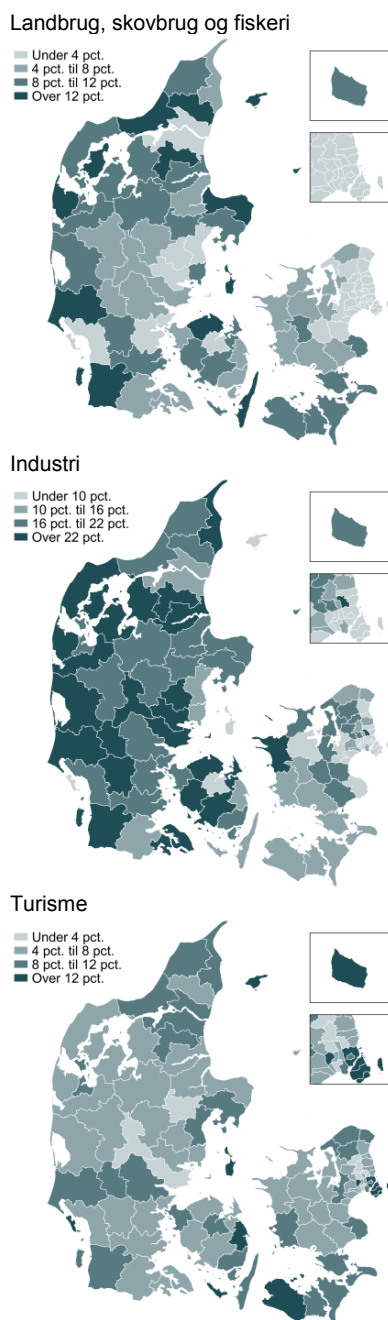 Landbrug, skovbrug og fiskeri
Under 4 pct.
4 pct. til 8 pct.
8 pct. til 12 pct.
Over 12 pct.
Industri
Under 10 pct.
10 pct. til 16 pct.
16 pct. til 22 pct.
Over 22 pct.
Turisme
Under 4 pct.
4 pct. til 8 pct.
8 pct. til 12 pct.
Over 12 pct.